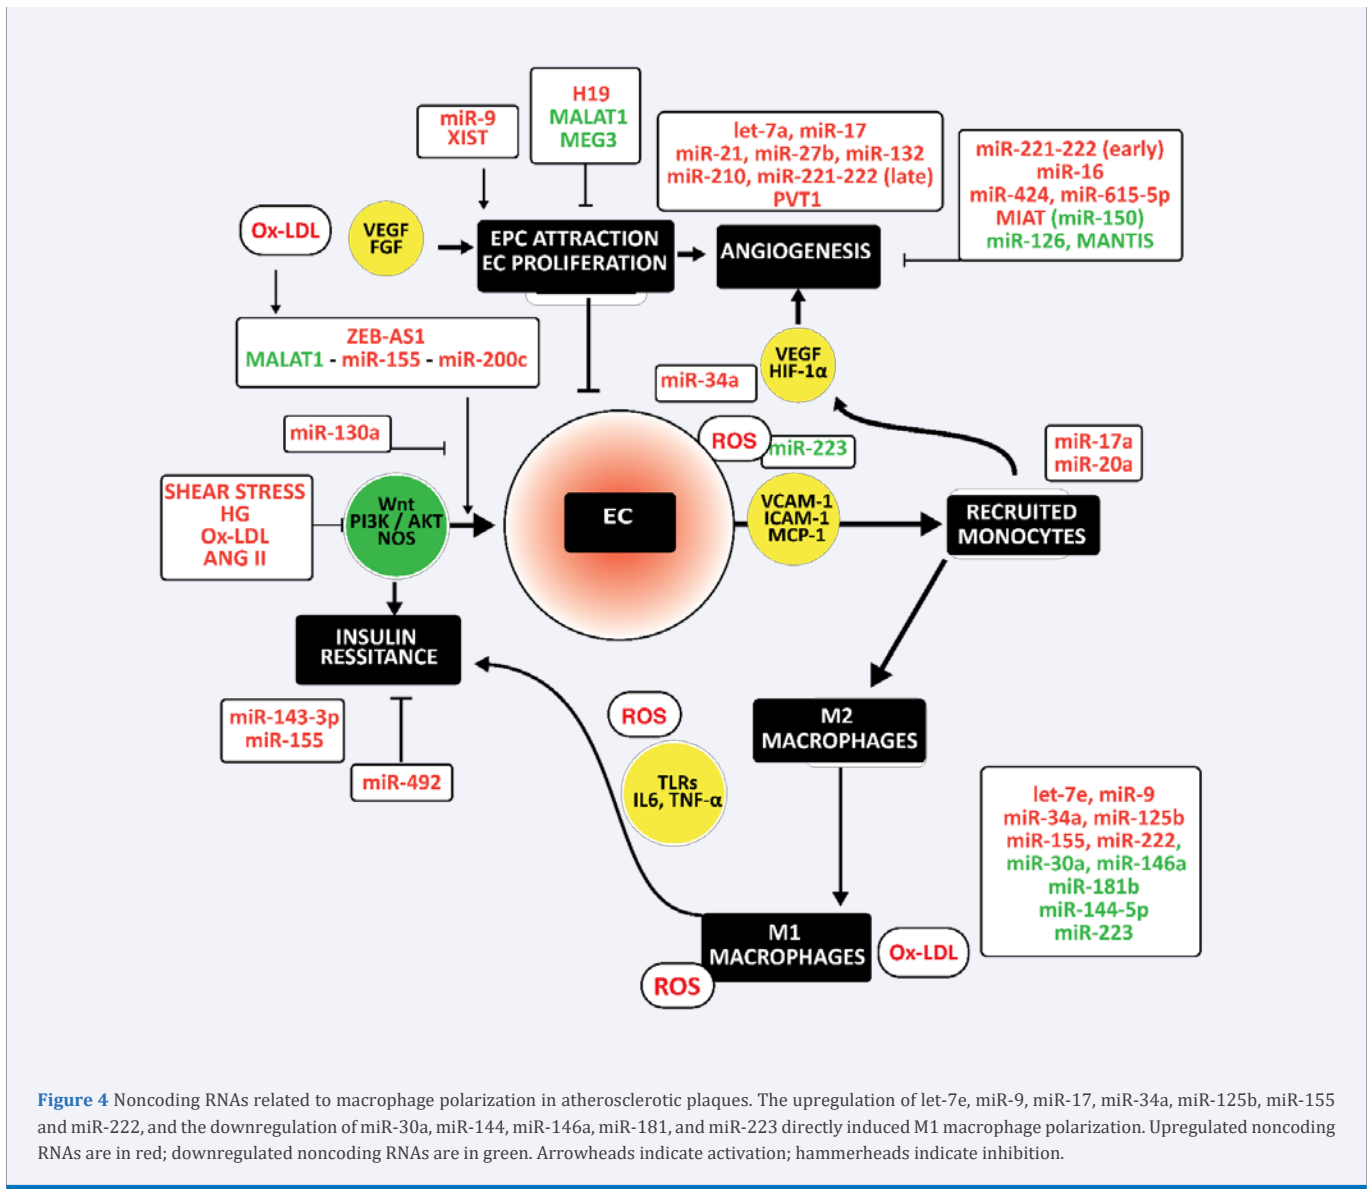 H19
MALAT1
MEG3
miR-9
XIST
let-7a, miR-17
miR-21, miR-27b, miR-132
miR-210, miR-221-222 (late)
PVT1
miR-221-222 (early)
miR-16
miR-424, miR-615-5p
MIAT (miR-150)
miR-126, MANTIS
Ox-LDL
VEGF
FGF
EPC ATTRACTION
EC PROLIFERATION
ANGIOGENESIS
ZEB-AS1
MALAT1 - miR-155 - miR-200c
VEGF
HIF-1α
miR-34a
miR-130a
ROS
miR-223
miR-17a
miR-20a
SHEAR STRESS
HG
Ox-LDL
ANG II
Wnt
PI3K / AKT
NOS
EC
VCAM-1
ICAM-1
MCP-1
RECRUITED
MONOCYTES
INSULIN
RESSITANCE
miR-143-3p
miR-155
miR-492
ROS
TLRs
IL6, TNF-α
M2
MACROPHAGES
let-7e, miR-9
miR-34a, miR-125b
miR-155, miR-222,
miR-30a, miR-146a
miR-181b
miR-144-5p
miR-223
M1
MACROPHAGES
Ox-LDL
ROS
Figure 4 Noncoding RNAs related to macrophage polarization in atherosclerotic plaques. The upregulation of let-7e, miR-9, miR-17, miR-34a, miR-125b, miR-155
and miR-222, and the downregulation of miR-30a, miR-144, miR-146a, miR-181, and miR-223 directly induced M1 macrophage polarization. Upregulated noncoding
RNAs are in red; downregulated noncoding RNAs are in green. Arrowheads indicate activation; hammerheads indicate inhibition.